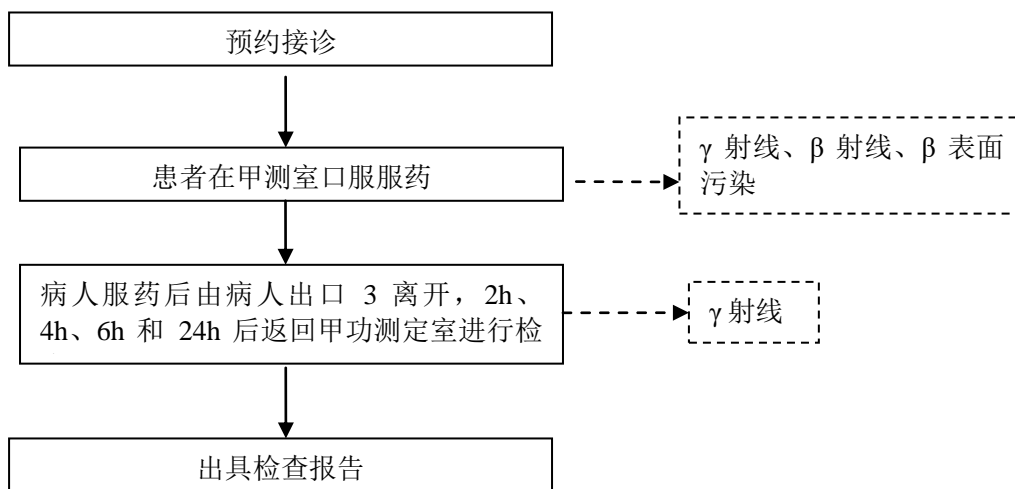 预约接诊
患者在甲测室口服服药
γ 射线、β 射线、β 表面
污染
病人服药后由病人出口 3 离开，2h、
4h、6h 和 24h 后返回甲功测定室进行检
γ 射线
出具检查报告